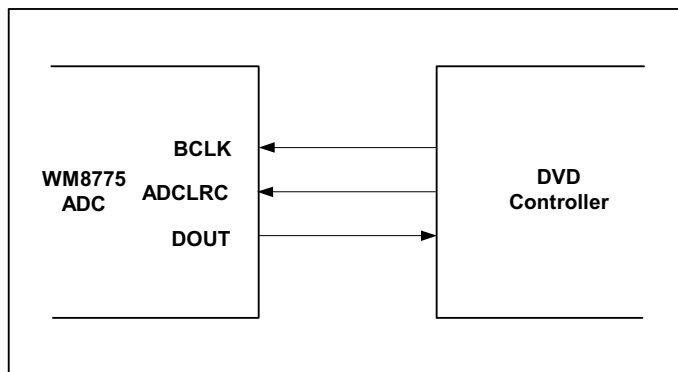 WM8775
ADC
BCLK
ADCLRC
DOUT
DVD
Controller